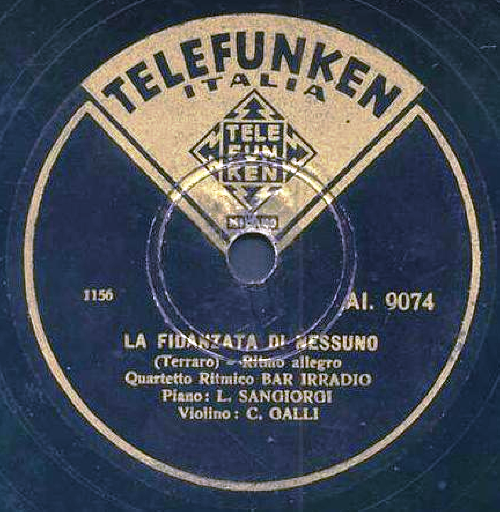 TELEFUNKEN
ITALIA
TELE
FUN
KEN
1156
AI. 9074
LA FIDANZATA DI NESSUNO
(Terraro) - Ritmo allegro
Quartetto Ritmico BAR IRRADIO
Piano: L. SANGIORGI
Violino: C. GALLI